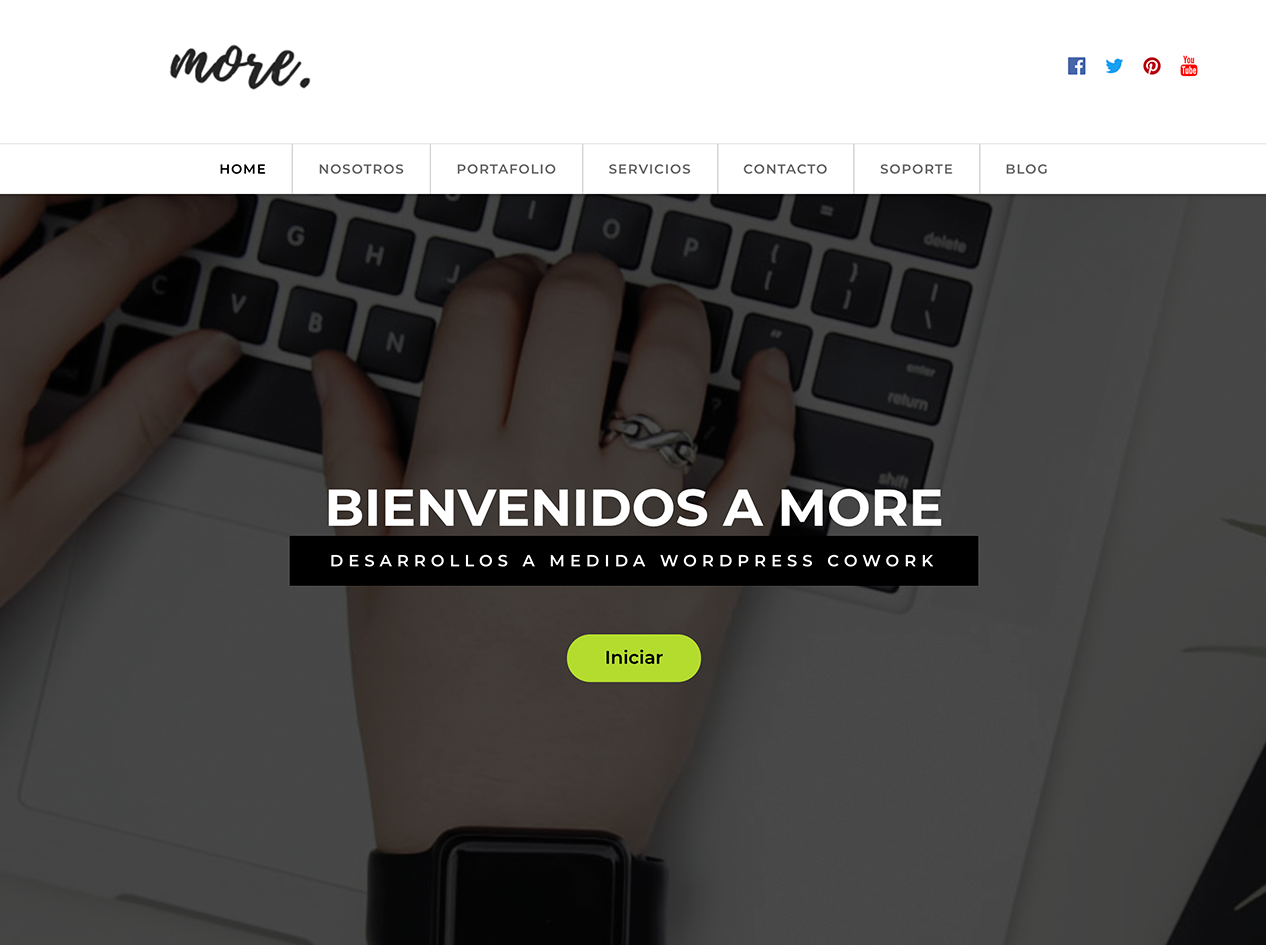 more.
You
Tube
HOME NOSOTROS PORTAFOLIO SERVICIOS CONTACTO SOPORTE BLOG
I O =
G H J P { [ delete
C V } ] | \
B N " enter
return
?
shift
BIENVENIDOS A MORE
DESARROLLOS A MEDIDA WORDPRESS COWORK
Iniciar